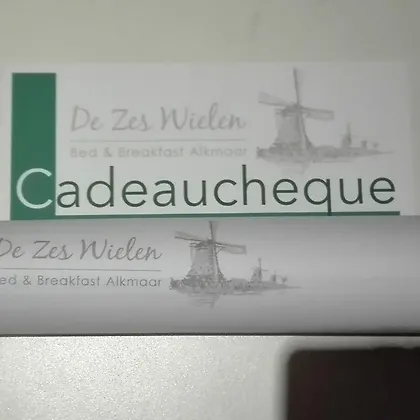 De Zes Wielen
Bed & Breakfast Alkmaar
Cadeaucheque
De Zes Wielen
ed & Breakfast Alkmaar